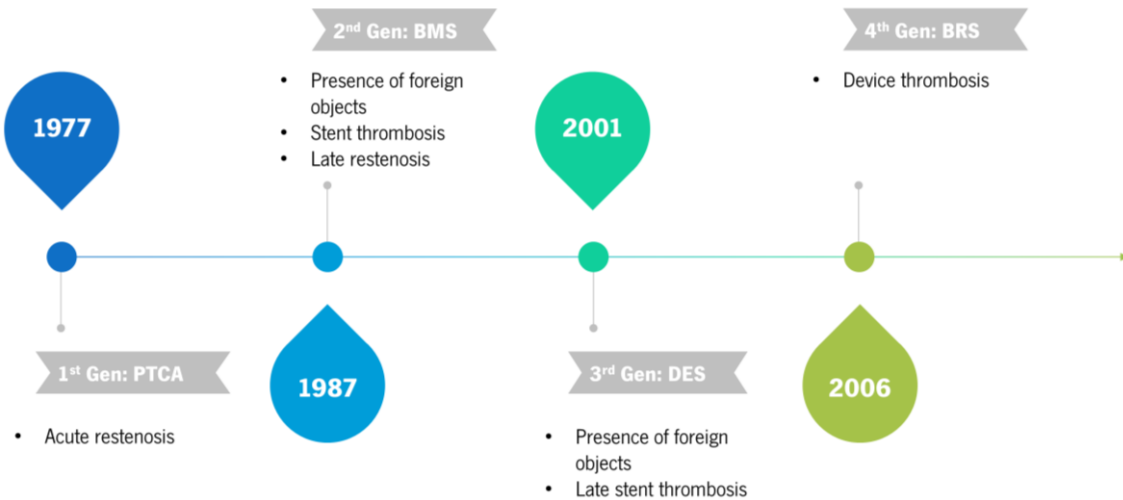 1977
1st Gen: PTCA
• Acute restenosis
2nd Gen: BMS
• Presence of foreign
objects
• Stent thrombosis
• Late restenosis
1987
2001
3rd Gen: DES
• Presence of foreign
objects
• Late stent thrombosis
4th Gen: BRS
• Device thrombosis
2006